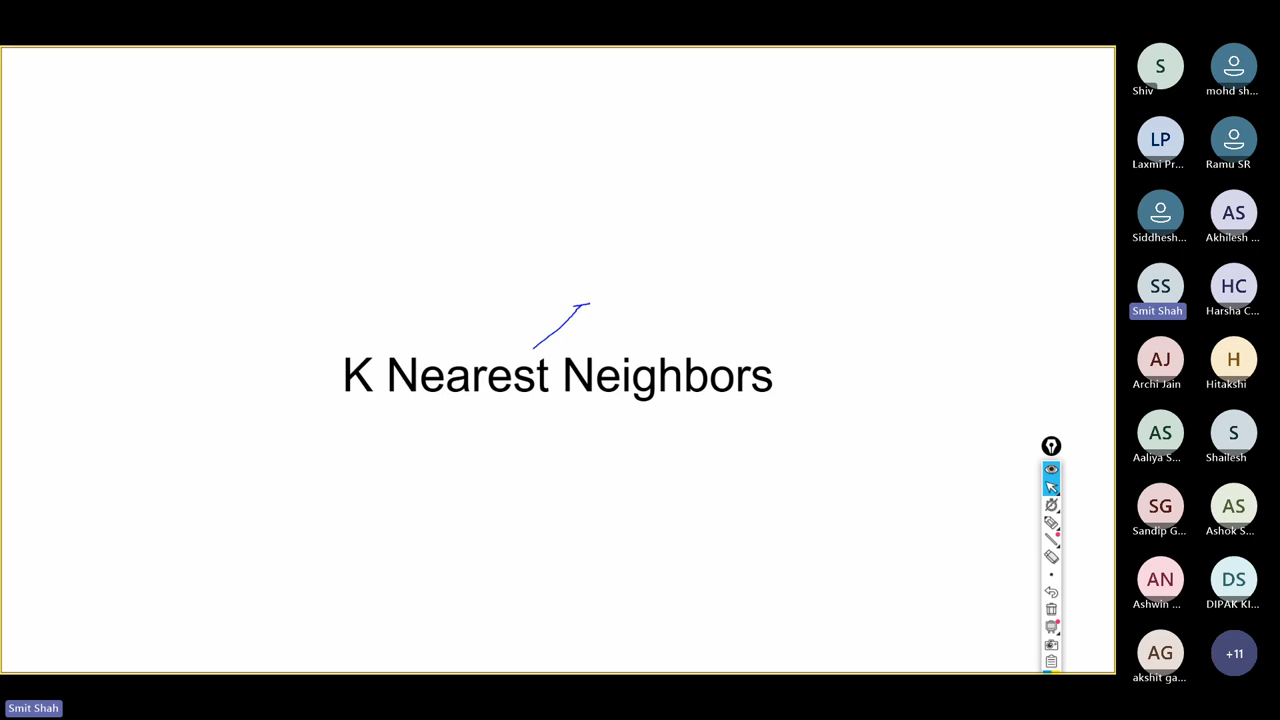 K Nearest Neighbors
S
Shiv
mohd sh...
LP
Laxmi Pr...
Ramu SR
Siddhesh...
AS
Akhilesh ...
SS
Smit Shah
HC
Harsha C...
AJ
Archi Jain
H
Hitakshi
AS
Aaliya S...
S
Shailesh
SG
Sandip G...
AS
Ashok S...
AN
Ashwin ...
DS
DIPAK KI...
AG
akshit ga...
+11
Smit Shah